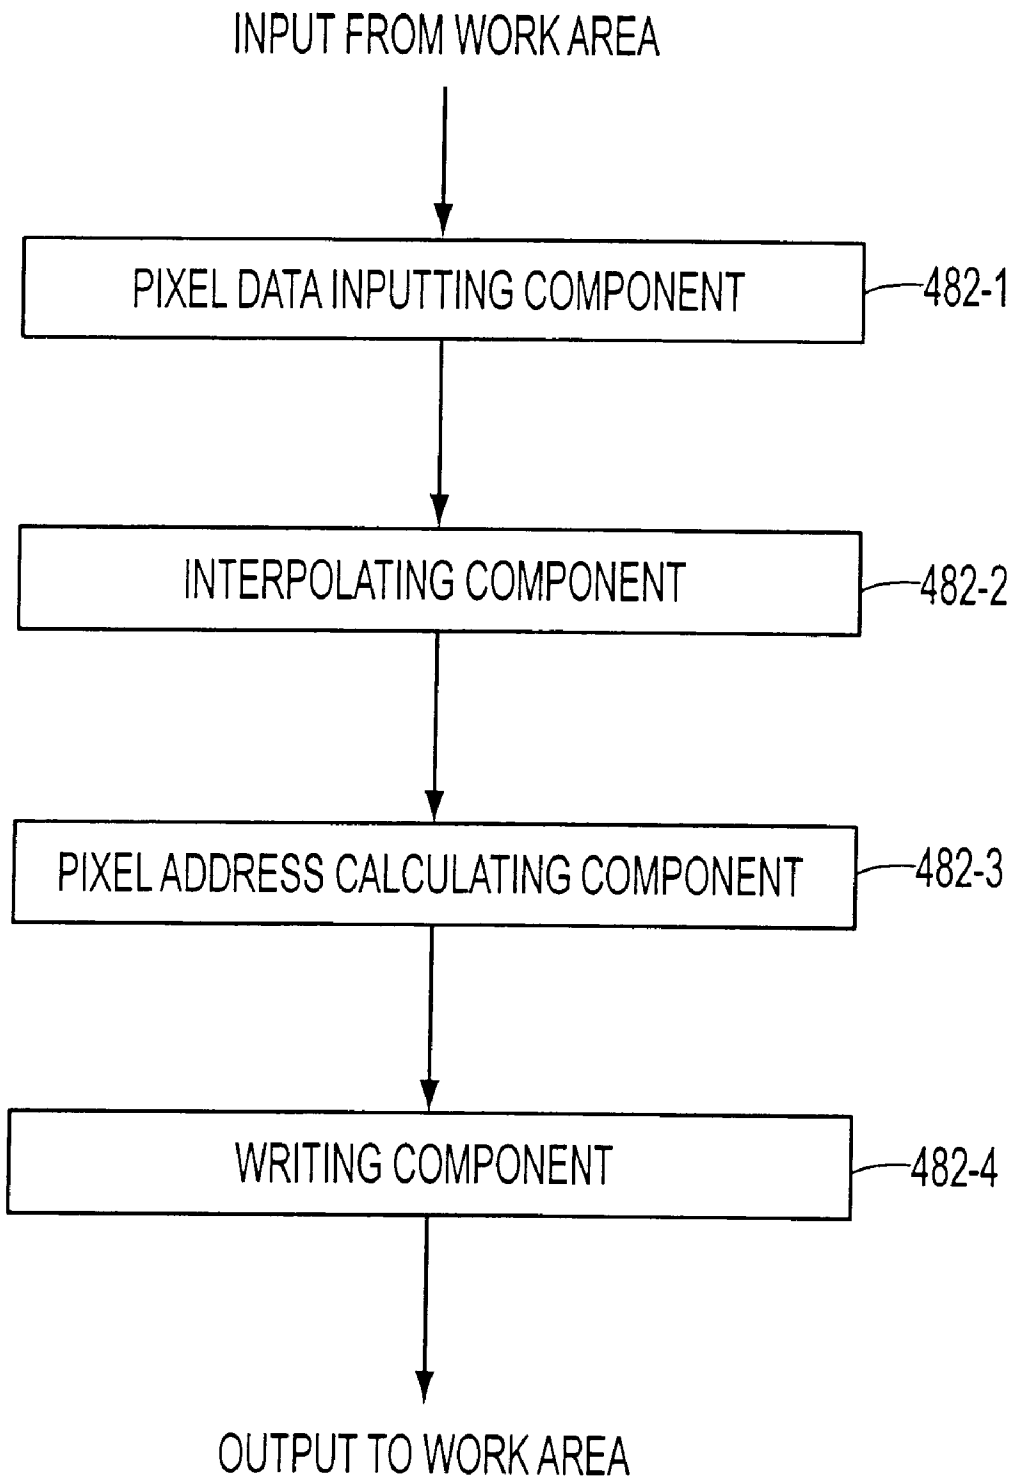 INPUT FROM WORK AREA
PIXEL DATA INPUTTING COMPONENT
482-1
INTERPOLATING COMPONENT
482-2
PIXEL ADDRESS CALCULATING COMPONENT
482-3
WRITING COMPONENT
482-4
OUTPUT TO WORK AREA